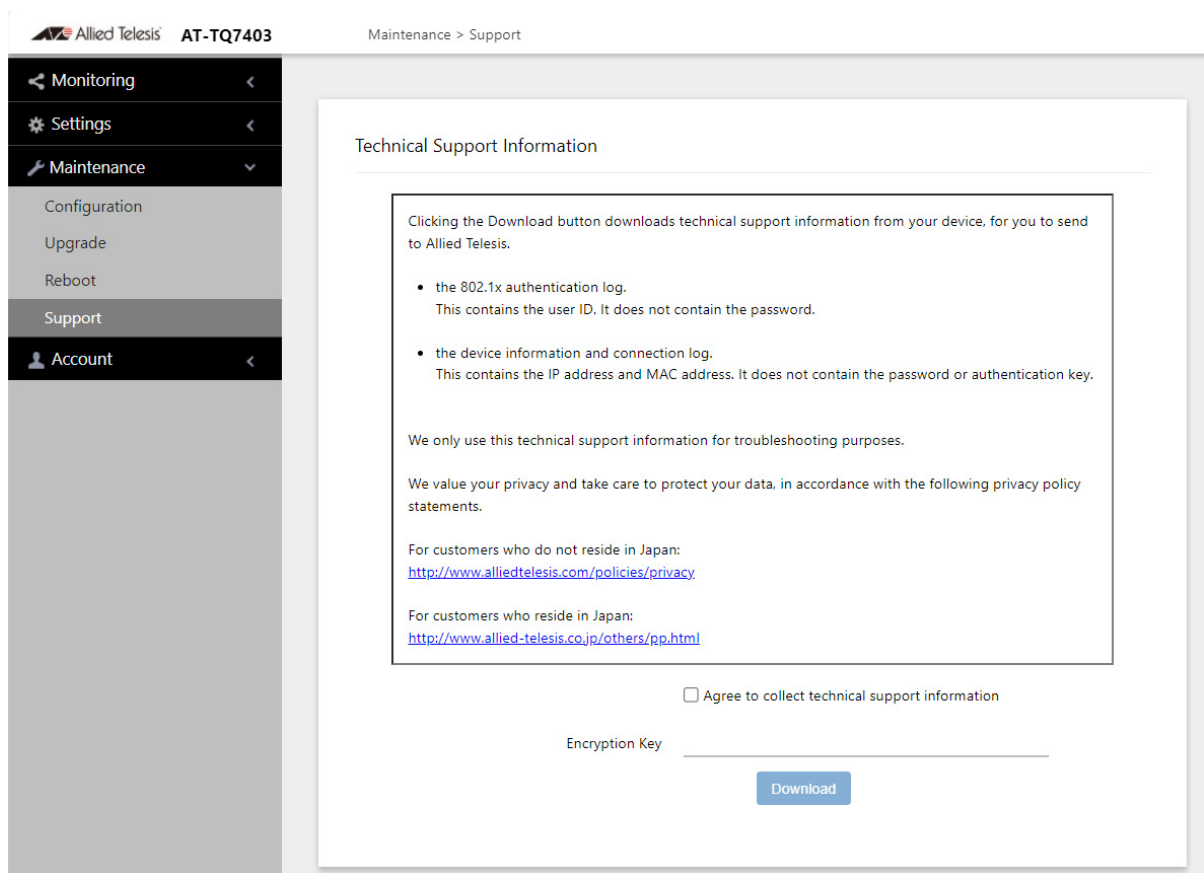 Allied Telesis AT-TQ7403
Maintenance > Support
Monitoring
Settings
Maintenance
Configuration
Upgrade
Reboot
Support
Account
Technical Support Information
Clicking the Download button downloads technical support information from your device, for you to send
to Allied Telesis.
• the 802.1x authentication log.
This contains the user ID. It does not contain the password.
• the device information and connection log.
This contains the IP address and MAC address. It does not contain the password or authentication key.
We only use this technical support information for troubleshooting purposes.
We value your privacy and take care to protect your data, in accordance with the following privacy policy
statements.
For customers who do not reside in Japan:
http://www.alliedtelesis.com/policies/privacy
For customers who reside in Japan:
http://www.allied-telesis.co.jp/others/pp.html
Agree to collect technical support information
Encryption Key
Download